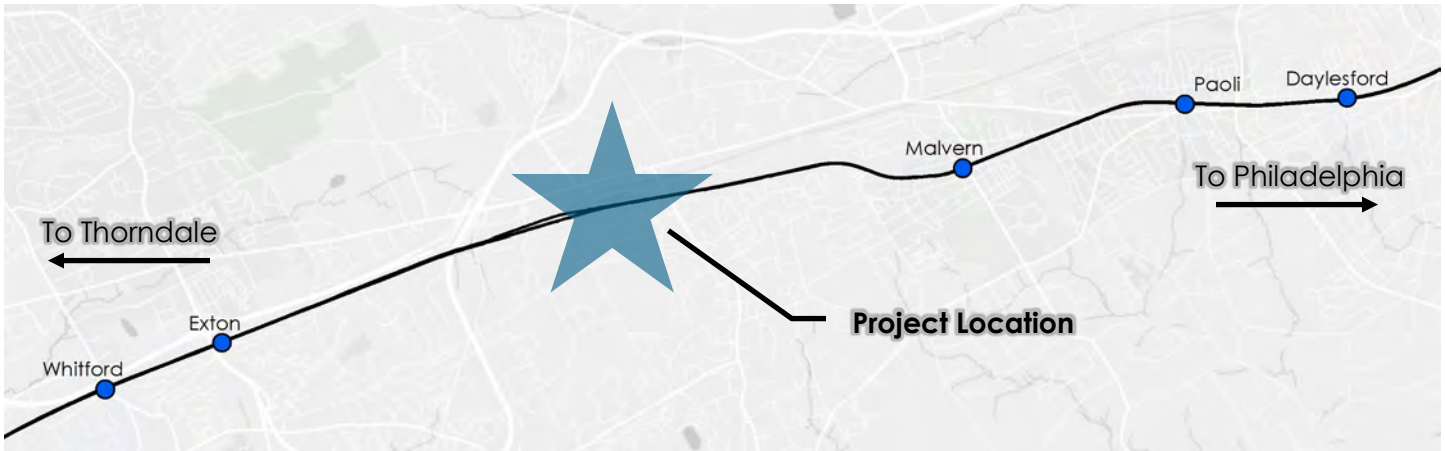 Paoli
Daylesford
Malvern
To Philadelphia
To Thorndale
Exton
Project Location
Whitford